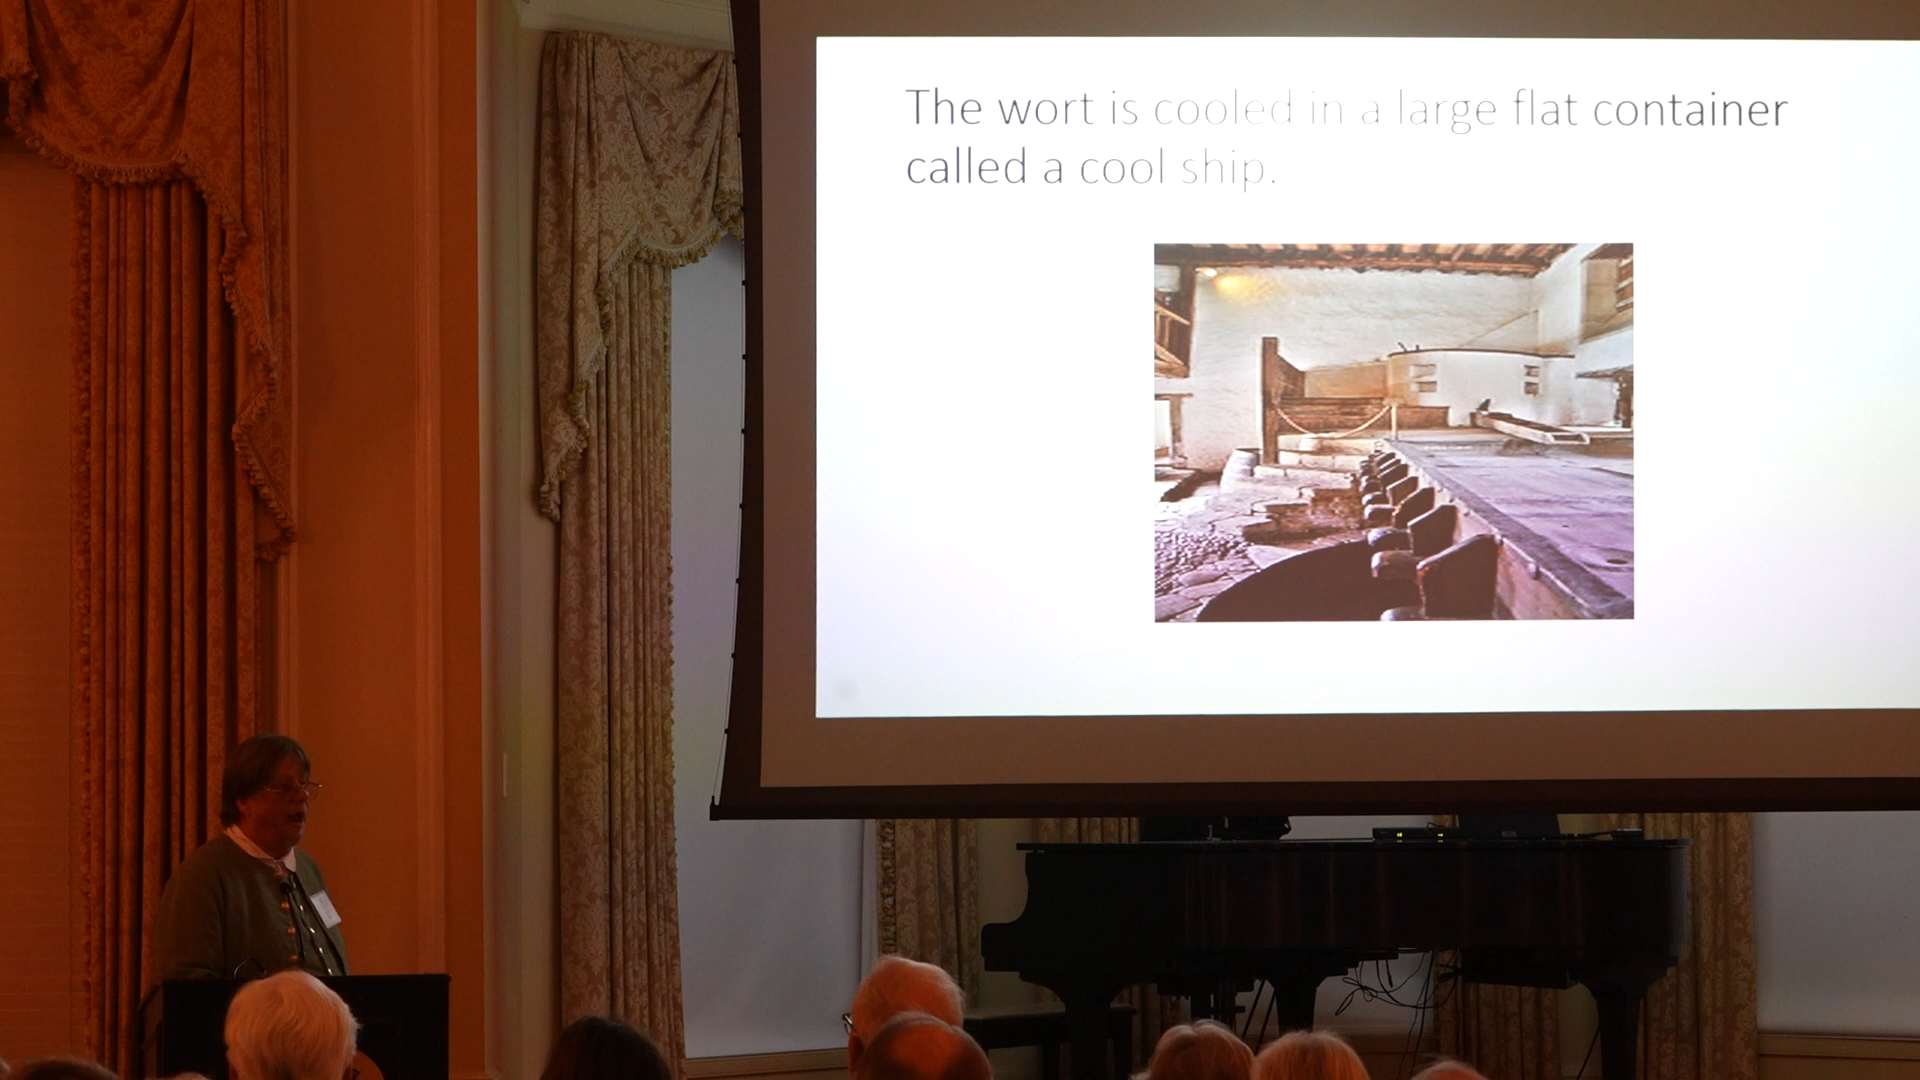 The wort is cooled in a large flat container
called a cool ship.